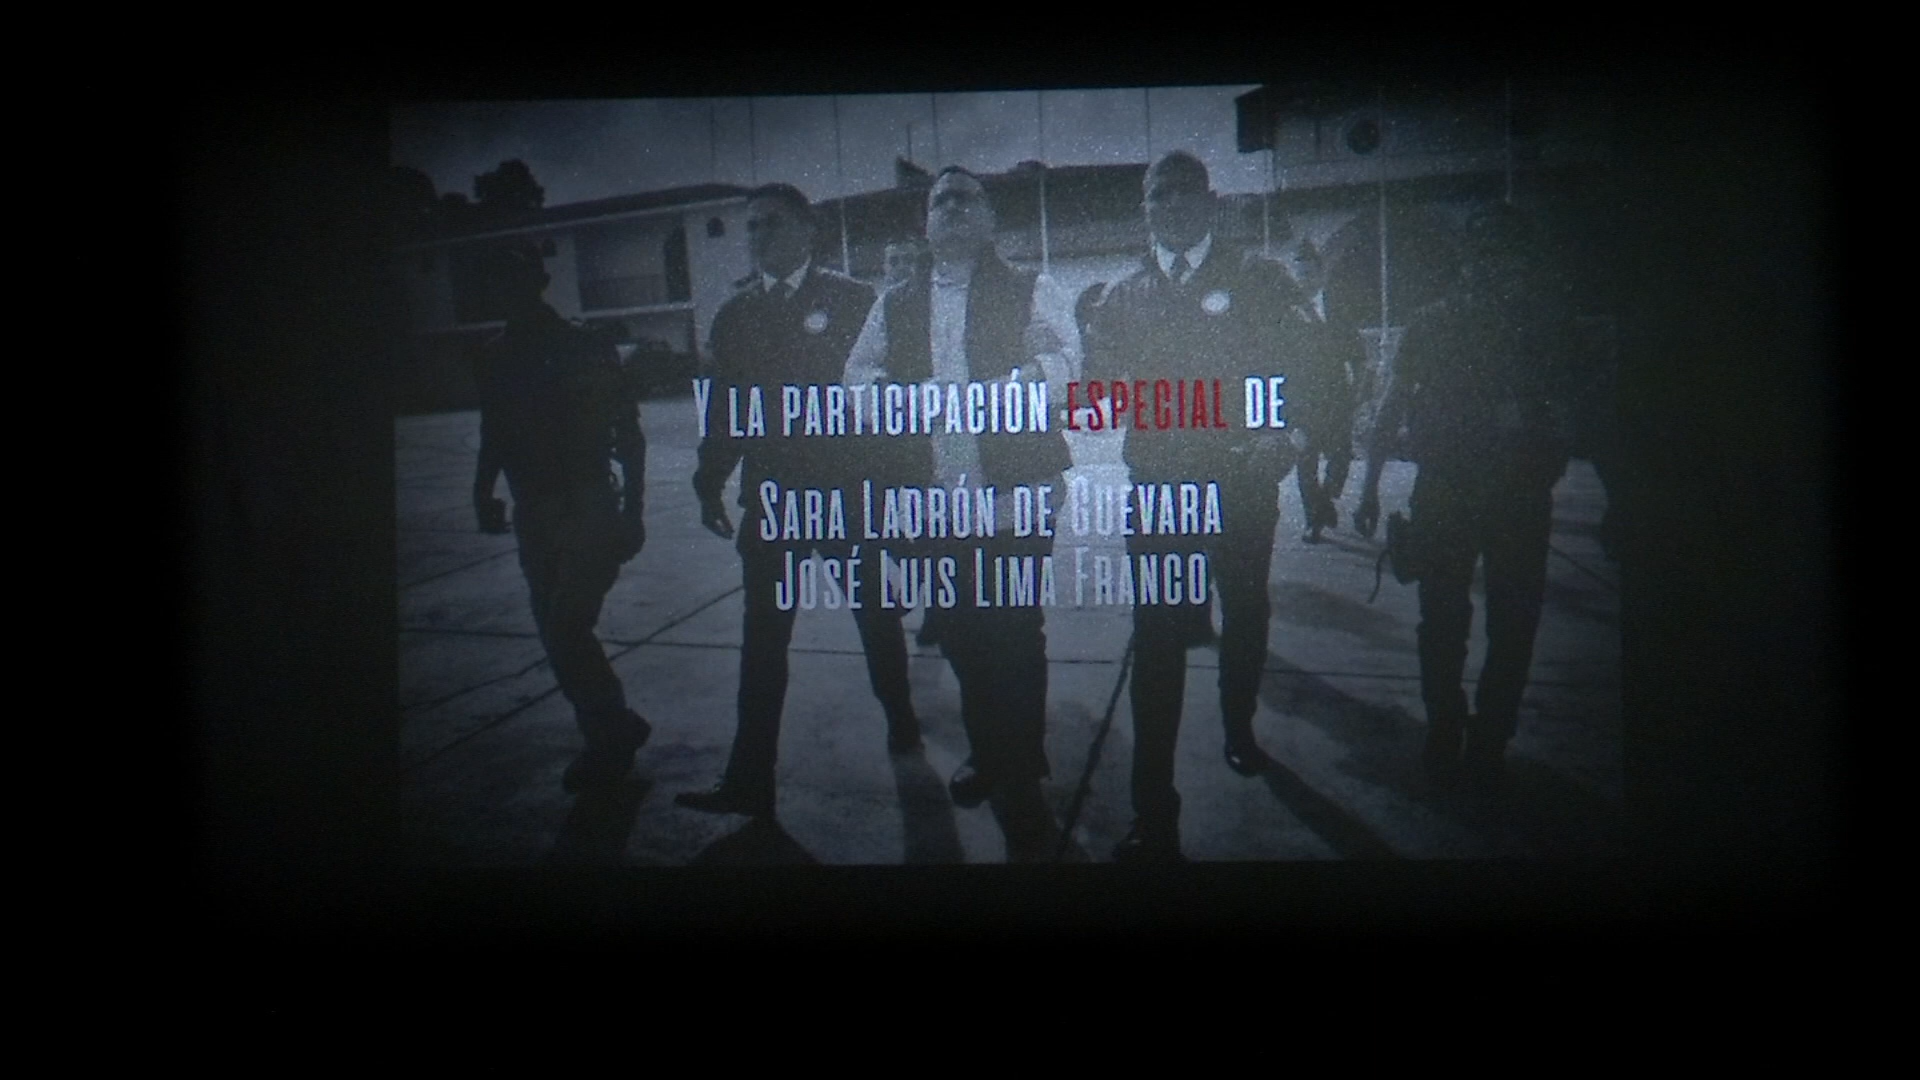 Y LA PARTICIPACIÓN ESPECIAL DE
SARA LADRÓN DE GUEVARA
JOSÉ LUIS LIMA FRANCO